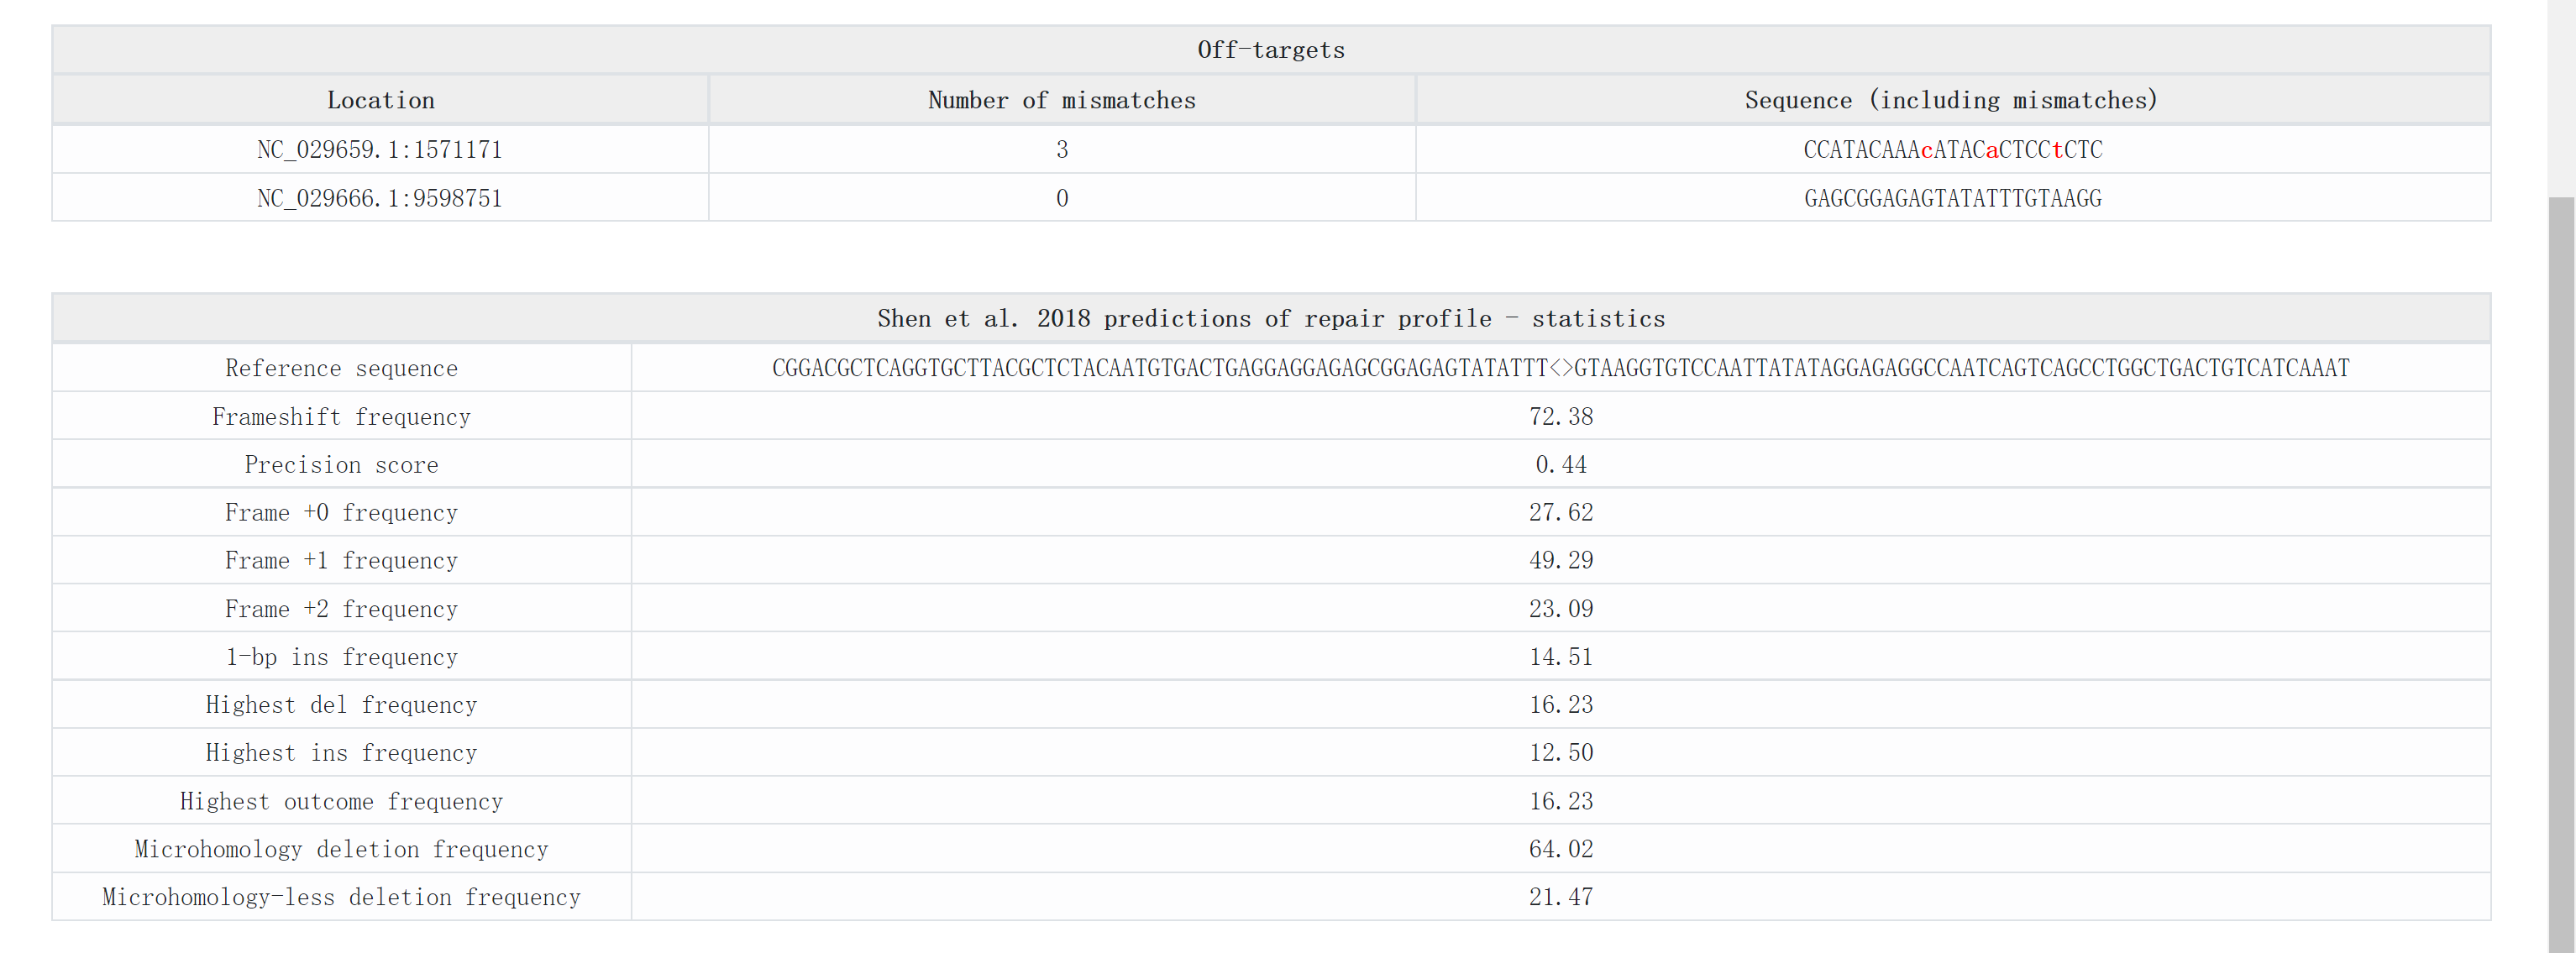 Off-targets
Location Number of mismatches Sequence (including mismatches)
NC_029659.1:1571171 3 CCATACAAAcATACaCTCCtCTC
NC_029666.1:9598751 0 GAGCGGAGAGTATATTTGTAAGG
Shen et al. 2018 predictions of repair profile - statistics
Reference sequence CGGACGCTCAGGTGCTTACGCTCTACAATGTGACTGAGGAGGAGAGCGGAGAGTATATTT<>GTAAGGTGTCCAATTATATAGGAGAGGCCAATCAGTCAGCCTGGCTGACTGTCATCAAAT
Frameshift frequency 72.38
Precision score 0.44
Frame +0 frequency 27.62
Frame +1 frequency 49.29
Frame +2 frequency 23.09
1-bp ins frequency 14.51
Highest del frequency 16.23
Highest ins frequency 12.50
Highest outcome frequency 16.23
Microhomology deletion frequency 64.02
Microhomology-less deletion frequency 21.47